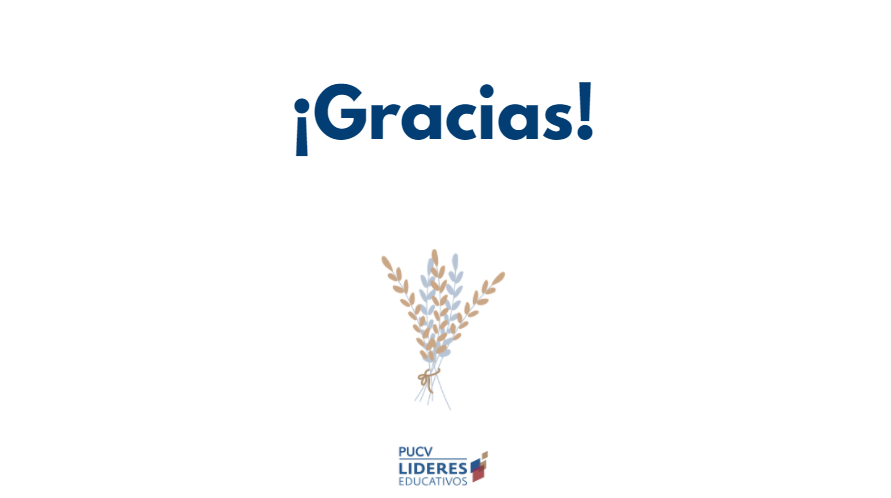 ¡Gracias!
PUCV
LIDERES
EDUCATIVOS